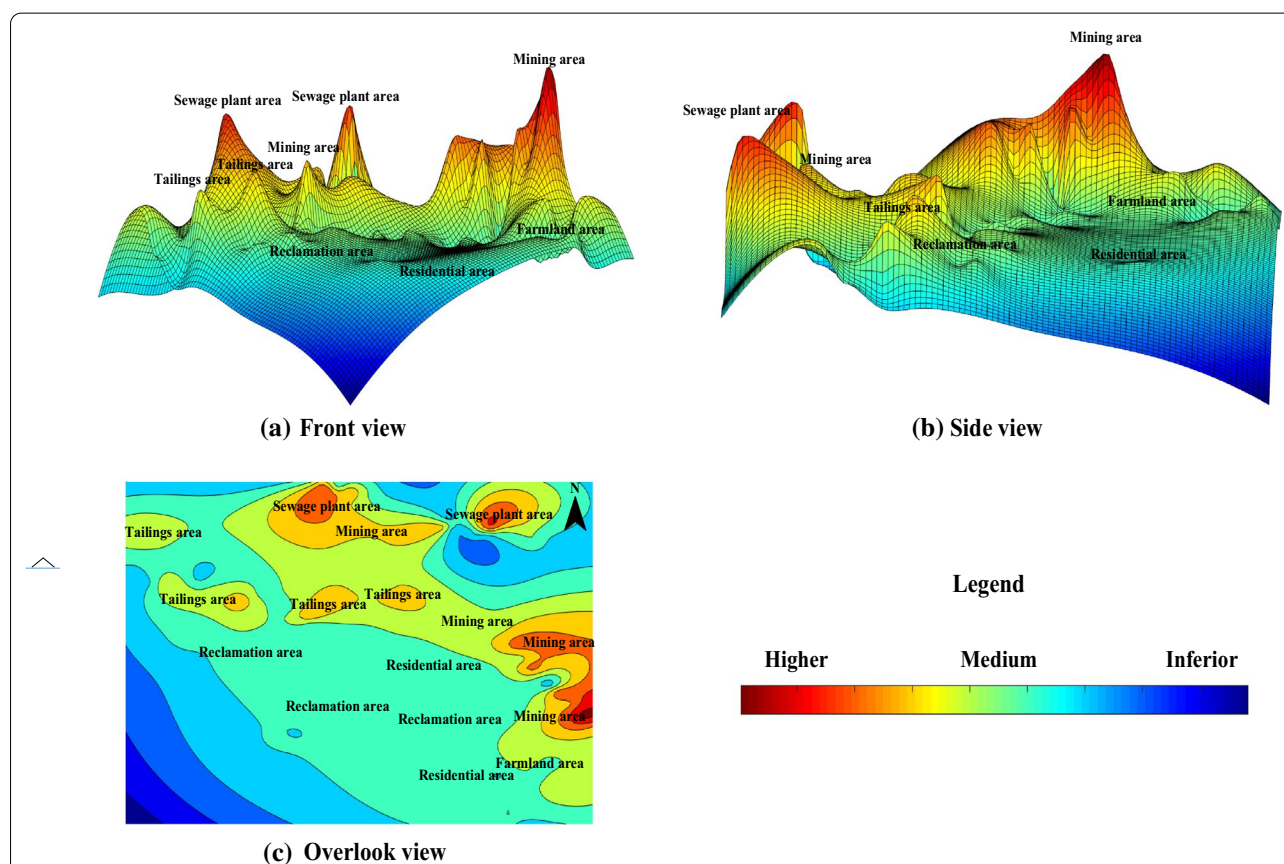 Mining area
Sewage plant area
Sewage plant area
Mining area
Tailings area
Tailings area
Farmland area
Reclamation area
Residential area
(a) Front view
Mining area
Sewage plant area
Mining area
Tailings area
Farmland area
Reclamation area
Residential area
(b) Side view
N
Sewage plant area
Sewage plant area
Tailings area
Mining area
Tailings area
Tailings area
Tailings area
Mining area
Mining area
Reclamation area
Residential area
Reclamation area
Reclamation area
Mining area
Farmland area
Residential area
(c) Overlook view
Legend
Higher Medium Inferior